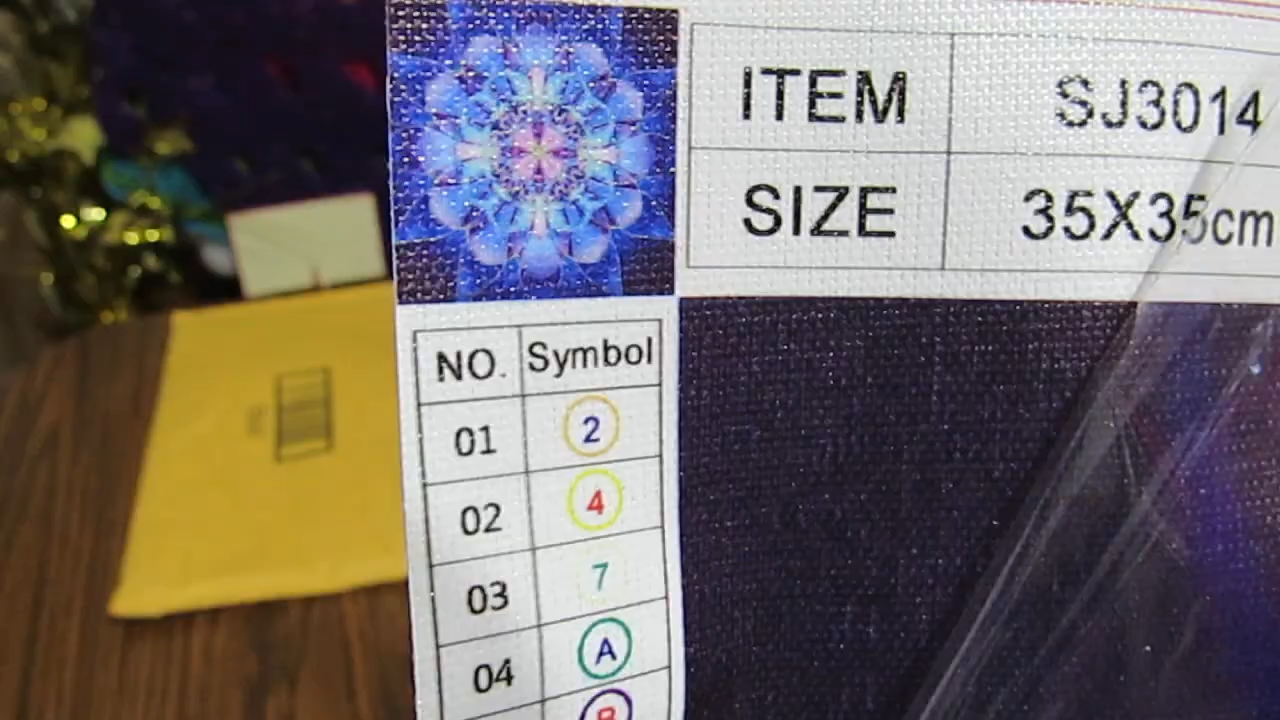 ITEM SJ3014
SIZE 35X35cm
NO. Symbol
01 2
02 4
03 7
04 A
B